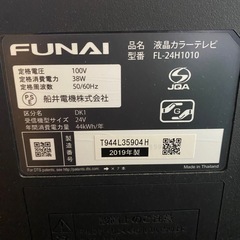 FUNAI
品名 液晶カラーテレビ
形名 FL-24H1010
定格電圧: 100V
定格消費電力: 38W
定格周波数: 50/60Hz
船井電機株式会社
JQA
区分名: DK1
受信機型サイズ: 24V
年間消費電力量: 44kWh/年
S
T944L35904H
2019年製
Made in Thailand